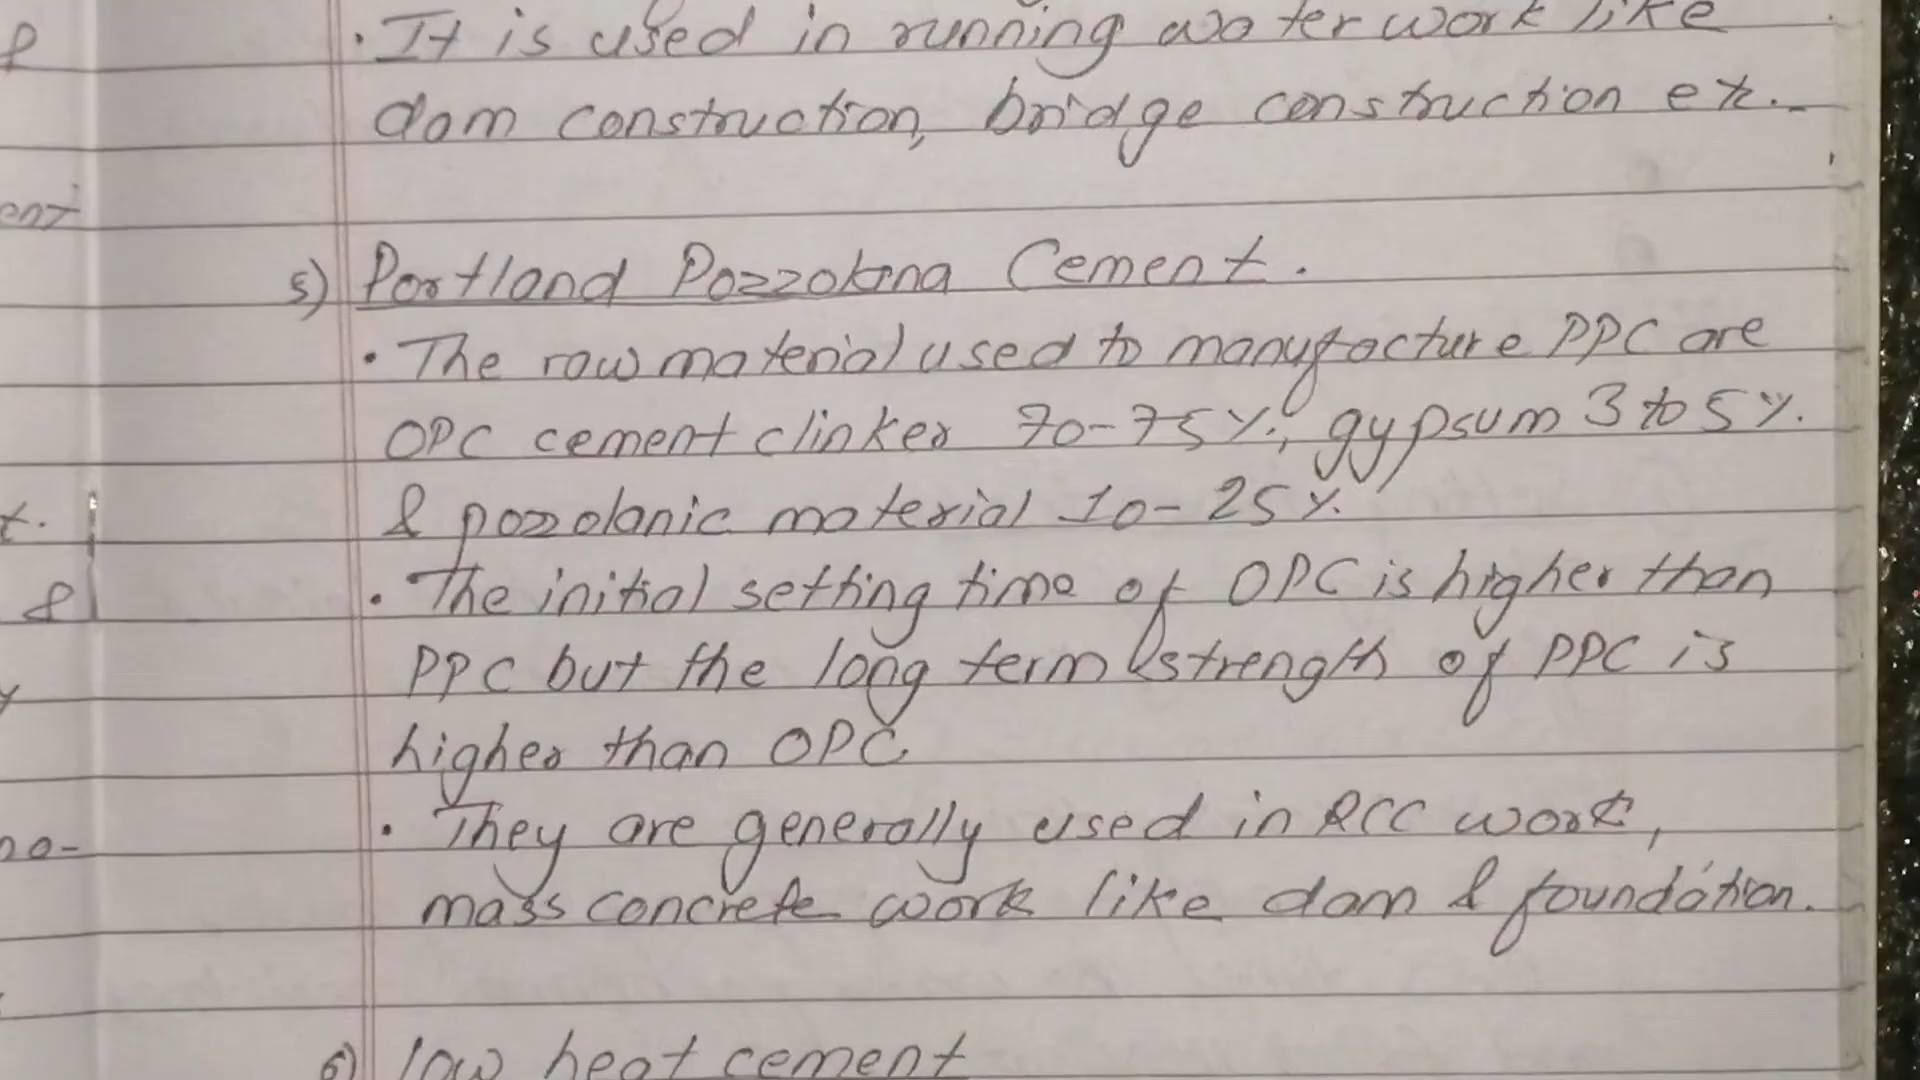 . It is used in running water work like
dam construction, bridge construction etc.
5) Portland Pozzolana Cement.
. The raw material used to manufacture PPC are
OPC cement clinker 70-75%, gypsum 3 to 5%.
& pozzolanic material 10-25%.
. The initial setting time of OPC is higher than
PPC but the long term strength of PPC is
higher than OPC.
. They are generally used in RCC work,
mass concrete work like dam & foundation.
6) low heat cement